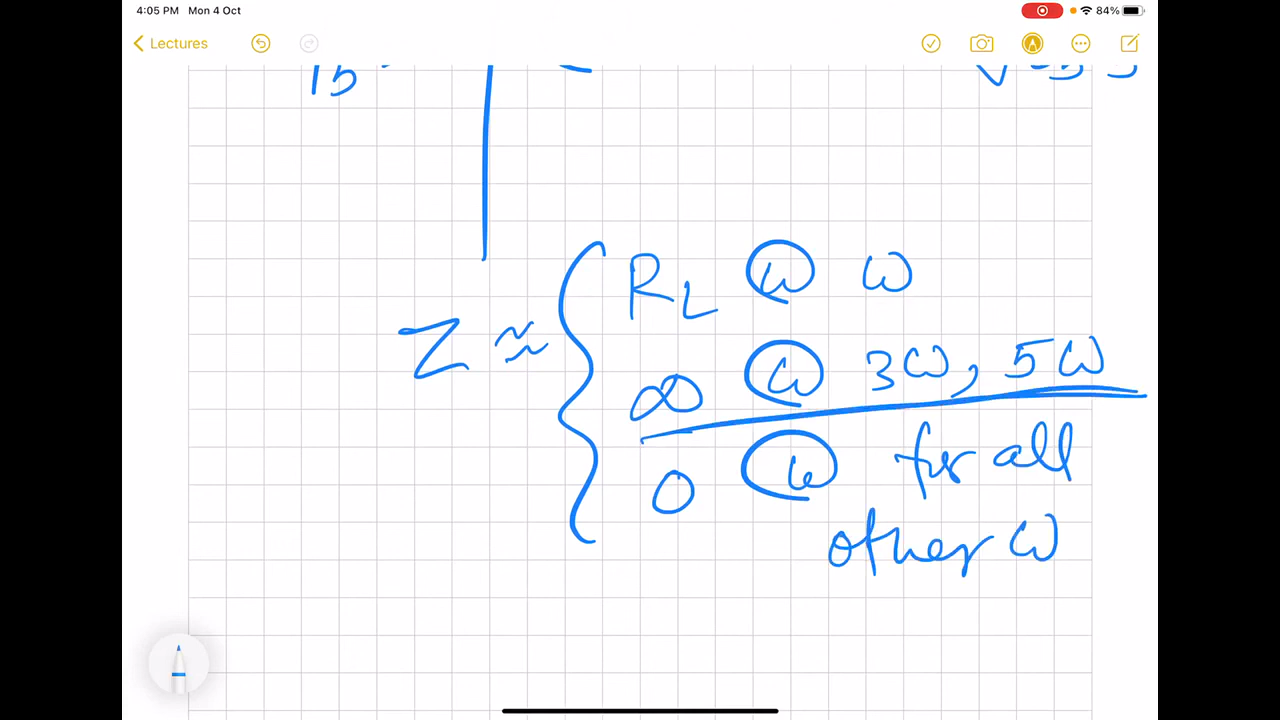 4:05 PM Mon 4 Oct
84%
Lectures
R_L @ ω
Z ≈ { ∞ @ 3ω, 5ω
0 @ for all
other ω